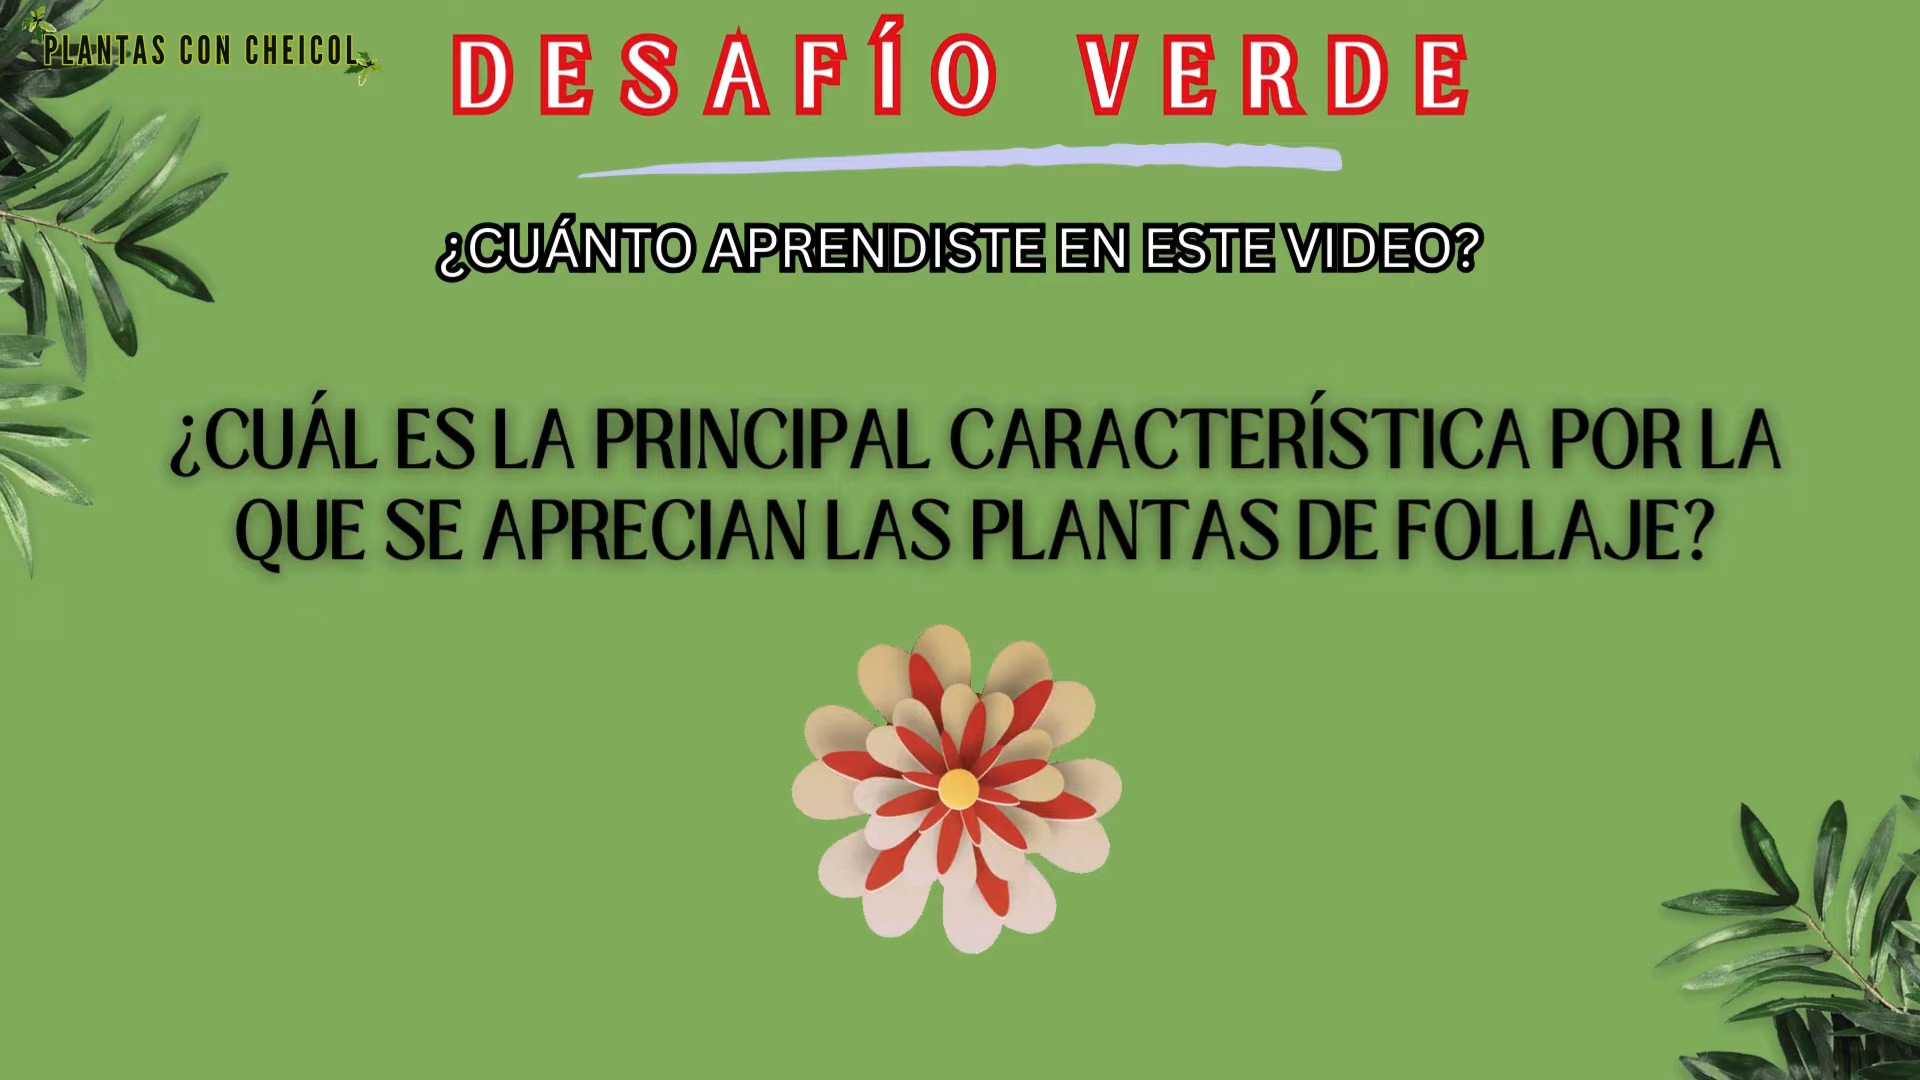 PLANTAS CON CHEICOL
DESAFÍO VERDE
¿CUÁNTO APRENDISTE EN ESTE VIDEO?
¿CUÁL ES LA PRINCIPAL CARACTERÍSTICA POR LA
QUE SE APRECIAN LAS PLANTAS DE FOLLAJE?